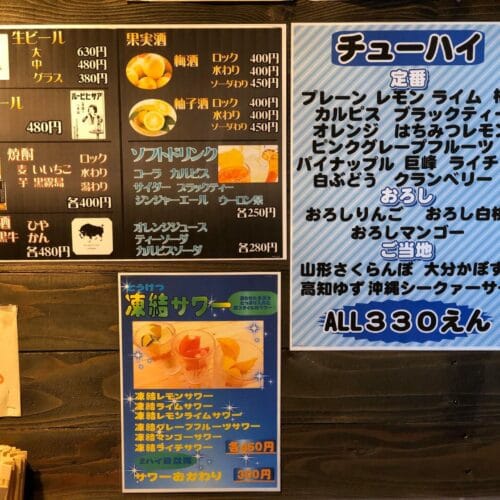 生ビール
大 630円
中 480円
グラス 380円
ール
480円
焼酎
麦 いいちこ
芋 黒霧島
ロック
水わり
湯わり
各400円
酒
黒牛
ひや
かん
各480円
果実酒
梅酒
ロック 400円
水わり 400円
ソーダわり 450円
柚子酒
ロック 400円
水わり 400円
ソーダわり 450円
ソフトドリンク
コーラ カルピス
サイダー ブラックティー
ジンジャーエール ウーロン茶
各250円
オレンジジュース
ティーソーダ
カルピスソーダ
各280円
チューハイ
定番
プレーン レモン ライム
カルピス ブラックティー
オレンジ はちみつレモ
ピンクグレープフルーツ
パイナップル 巨峰 ライチ
白ぶどう クランベリー
おろし
おろしりんご おろし白桃
おろしマンゴー
ご当地
山形さくらんぼ 大分かぼす
高知ゆず 沖縄シークァーサー
ALL330えん
とうけつ
凍結サワー
凍結レモンサワー
凍結ライムサワー
凍結レモンライムサワー
凍結グレープフルーツサワー
凍結マンゴーサワー
凍結ライチサワー
サワーおかわり 300円